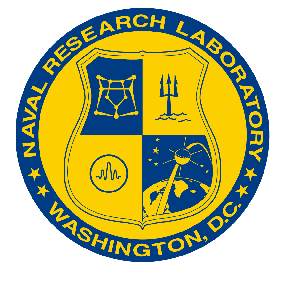 NAVAL RESEARCH LABORATORY
WASHINGTON, D.C.